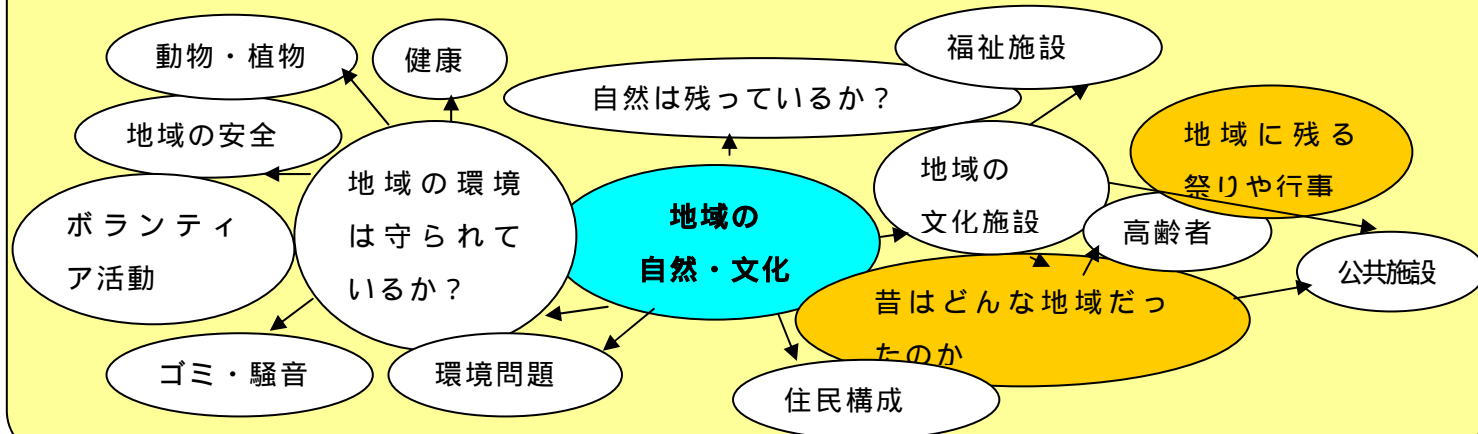 動物・植物
健康
福祉施設
自然は残っているか？
地域の安全
地域の環境
は守られて
いるか？
地域の
文化施設
地域に残る
祭りや行事
ボランティ
ア活動
地域の
自然・文化
高齢者
公共施設
昔はどんな地域だっ
たのか
ゴミ・騒音
環境問題
住民構成